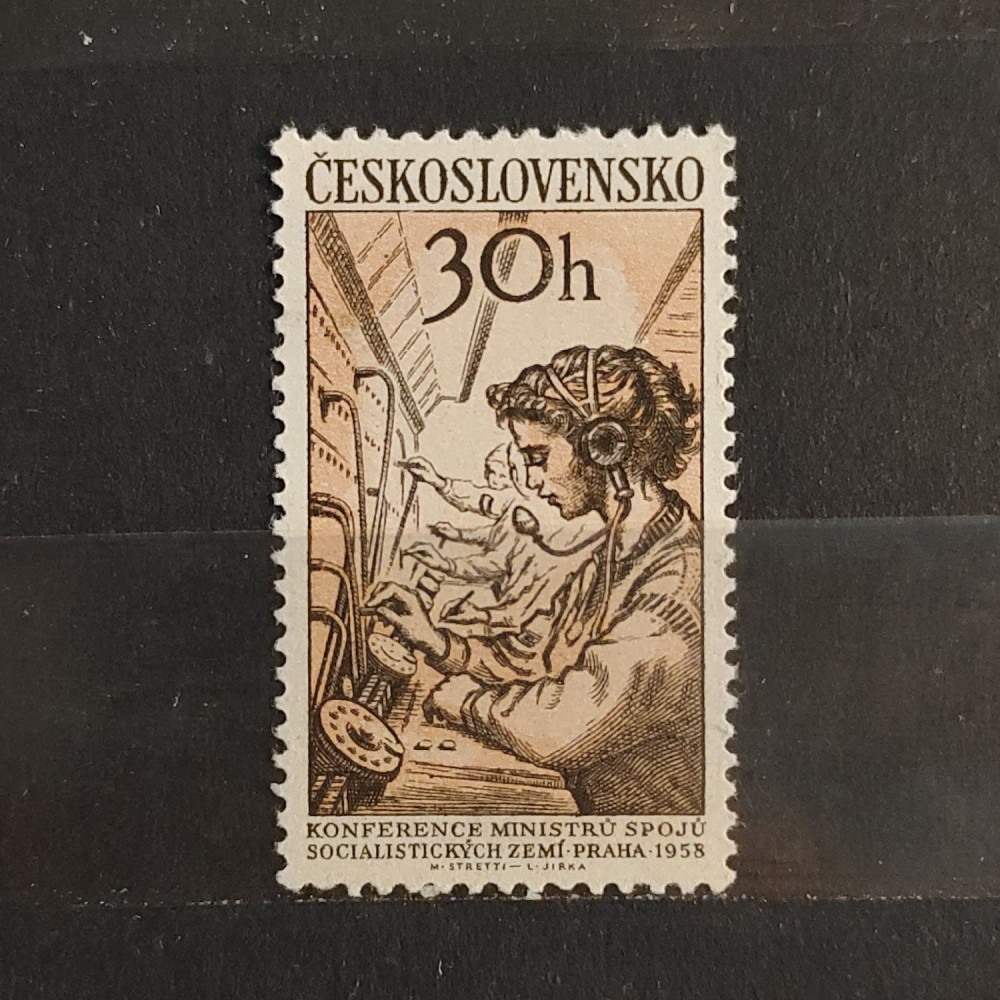 ČESKOSLOVENSKO
30h
KONFERENCE MINISTRŮ SPOJŮ
SOCIALISTICKÝCH ZEMÍ·PRAHA·1958
M·STRETTI — L·JIRKA